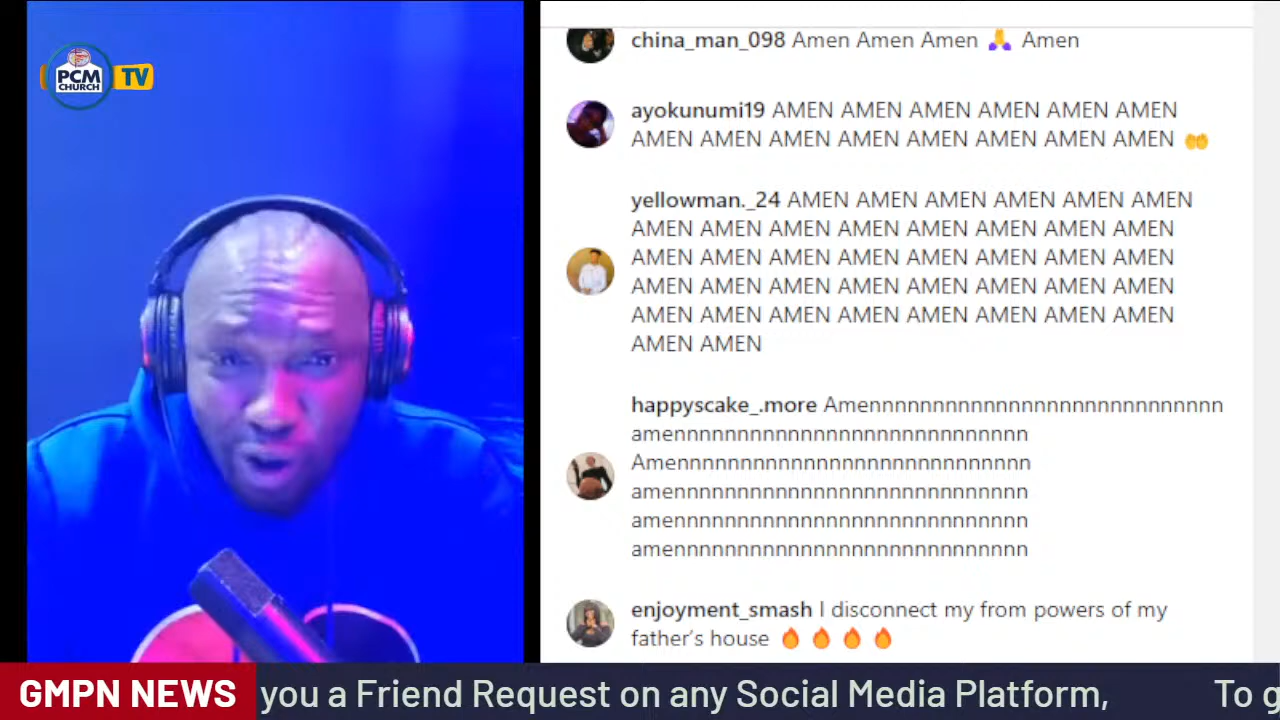 PCM
CHURCH
TV
china_man_098 Amen Amen Amen 🙏 Amen
ayokunumi19 AMEN AMEN AMEN AMEN AMEN AMEN
AMEN AMEN AMEN AMEN AMEN AMEN AMEN AMEN 🤲
yellowman._24 AMEN AMEN AMEN AMEN AMEN AMEN
AMEN AMEN AMEN AMEN AMEN AMEN AMEN AMEN
AMEN AMEN AMEN AMEN AMEN AMEN AMEN AMEN
AMEN AMEN AMEN AMEN AMEN AMEN AMEN AMEN
AMEN AMEN AMEN AMEN AMEN AMEN AMEN AMEN
AMEN AMEN
happyscake_.more Amennnnnnnnnnnnnnnnnnnnnnnnnnnn
amennnnnnnnnnnnnnnnnnnnnnnnnnnn
Amennnnnnnnnnnnnnnnnnnnnnnnnnnn
amennnnnnnnnnnnnnnnnnnnnnnnnnnn
amennnnnnnnnnnnnnnnnnnnnnnnnnnn
amennnnnnnnnnnnnnnnnnnnnnnnnnnn
enjoyment_smash I disconnect my from powers of my
father's house 🔥 🔥 🔥 🔥
GMPN NEWS you a Friend Request on any Social Media Platform, To g